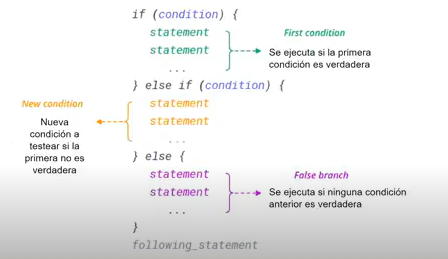 if (condition) {
statement
statement
...
First condition
Se ejecuta si la primera
condición es verdadera
} else if (condition) {
New condition
Nueva
condición a
testear si la
primera no es
verdadera
statement
statement
...
} else {
statement
statement
...
False branch
Se ejecuta si ninguna condición
anterior es verdadera
}
following_statement